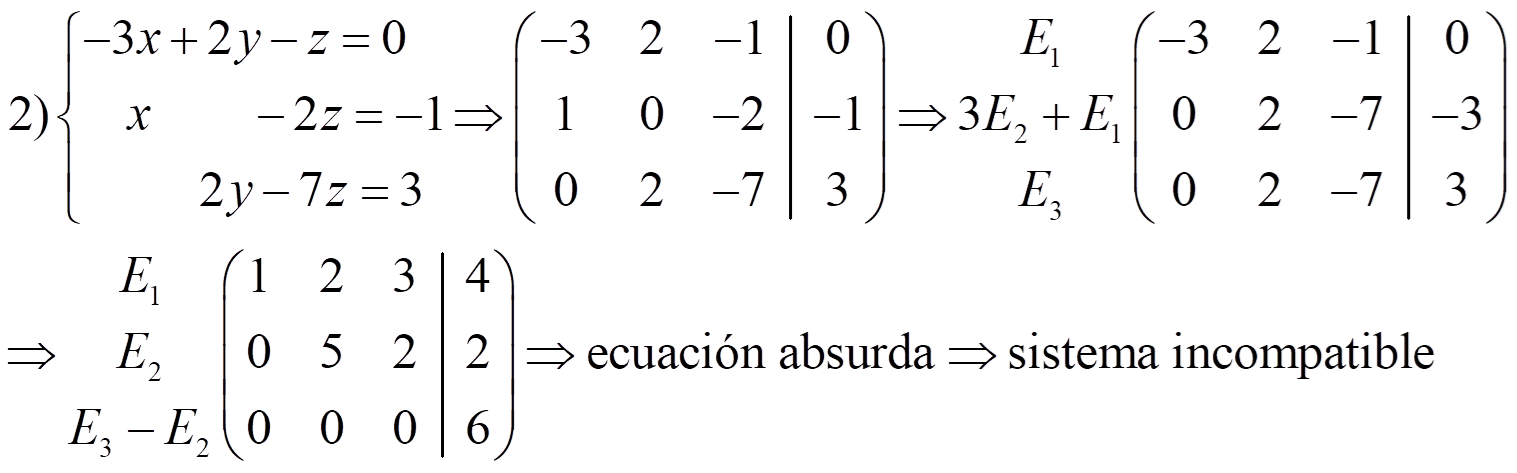 2) { −3x + 2y − z = 0 ⇒ ( −3 2 −1 | 0 ) ⇒ E₁ ( −3 2 −1 | 0 )
x − 2z = −1 ( 1 0 −2 | −1 ) 3E₂ + E₁ ( 0 2 −7 | −3 )
2y − 7z = 3 ( 0 2 −7 | 3 ) E₃ ( 0 2 −7 | 3 )
⇒ E₁ ( 1 2 3 | 4 )
E₂ ( 0 5 2 | 2 ) ⇒ ecuación absurda ⇒ sistema incompatible
E₃ − E₂ ( 0 0 0 | 6 )